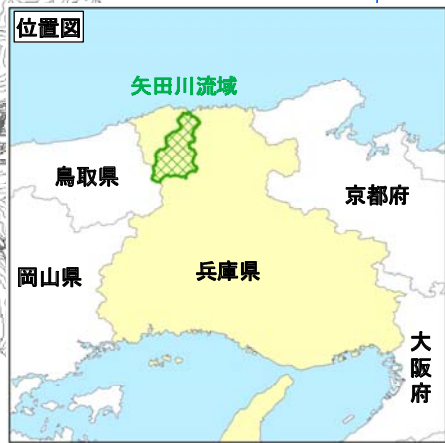 位置図
矢田川流域
鳥取県
京都府
岡山県
兵庫県
大阪府